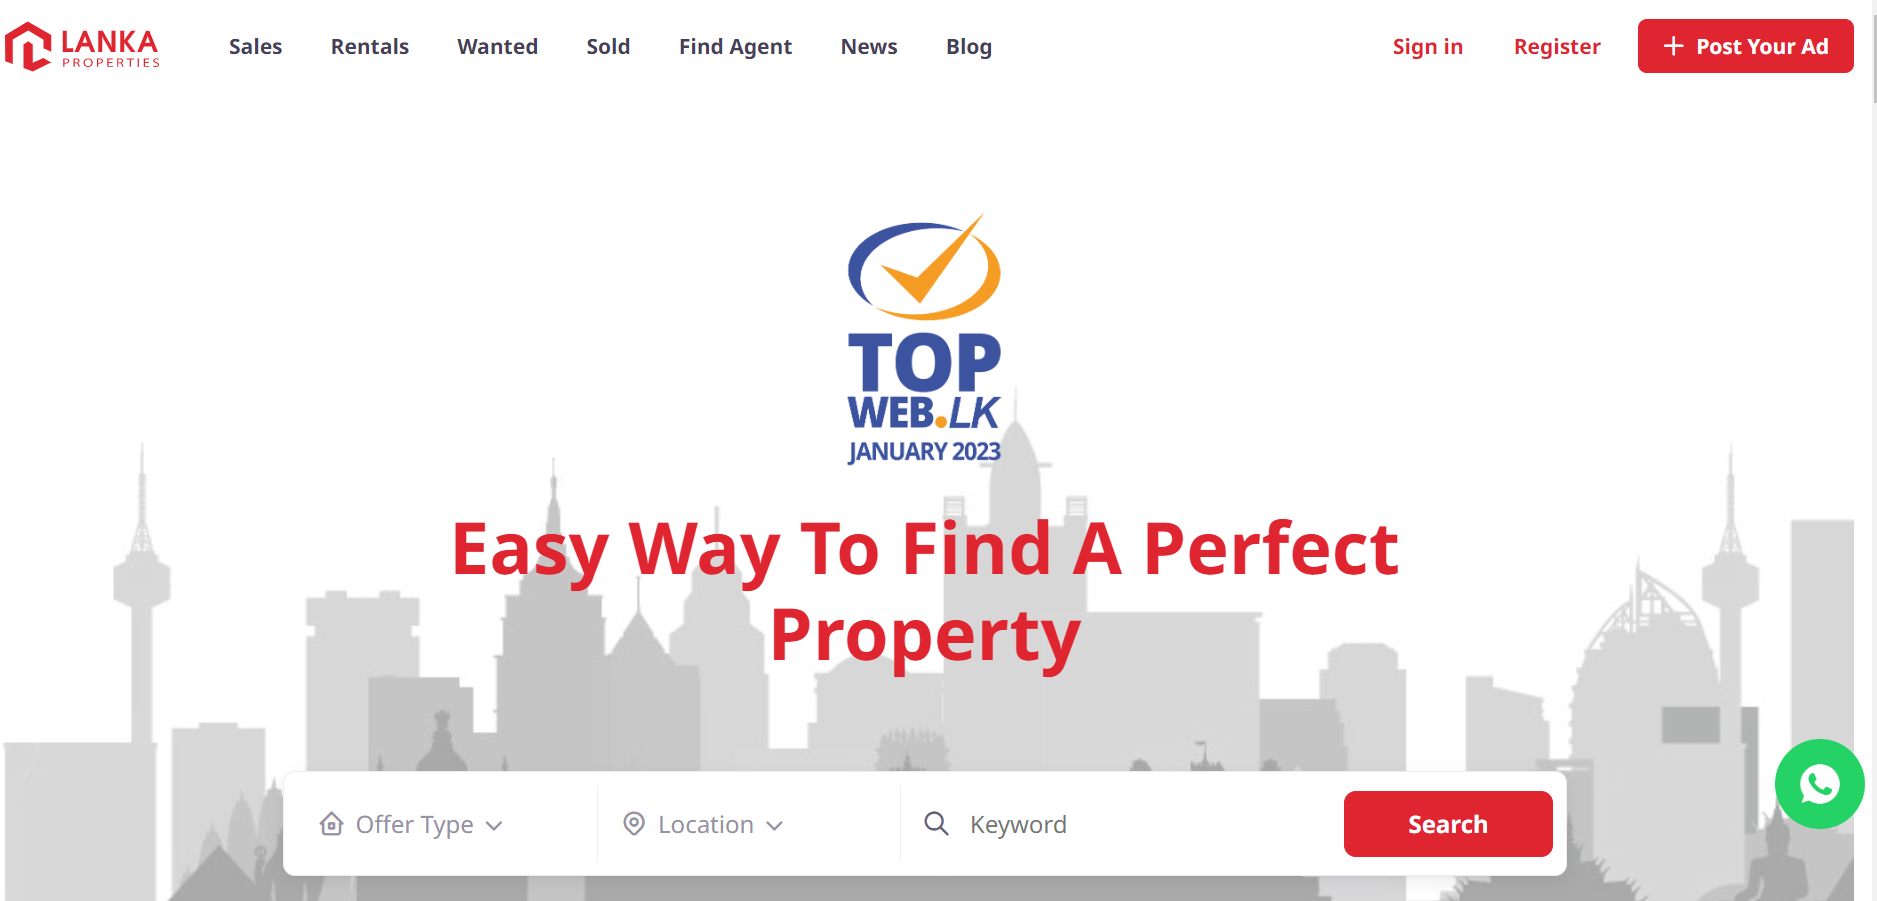 LANKA
PROPERTIES
Sales Rentals Wanted Sold Find Agent News Blog
Sign in Register Post Your Ad
TOP
WEB.LK
JANUARY 2023
Easy Way To Find A Perfect
Property
Offer Type Location Keyword Search